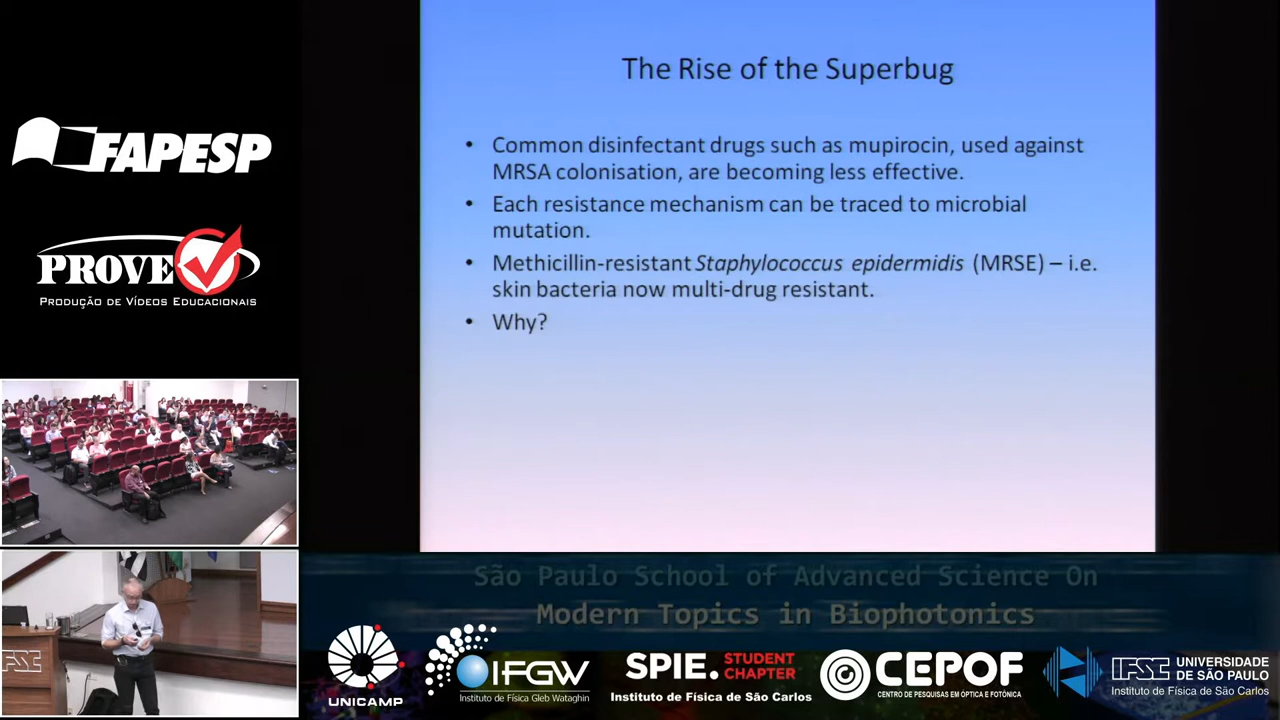 FAPESP
PROVE
PRODUÇÃO DE VÍDEOS EDUCACIONAIS
The Rise of the Superbug
• Common disinfectant drugs such as mupirocin, used against
MRSA colonisation, are becoming less effective.
• Each resistance mechanism can be traced to microbial
mutation.
• Methicillin-resistant Staphylococcus epidermidis (MRSE) – i.e.
skin bacteria now multi-drug resistant.
• Why?
IFSC
São Paulo School of Advanced Science On
Modern Topics in Biophotonics
UNICAMP
IFGW
Instituto de Física Gleb Wataghin
SPIE. STUDENT
CHAPTER
Instituto de Física de São Carlos
CEPOF
CENTRO DE PESQUISAS EM ÓPTICA E FOTÔNICA
IFSC UNIVERSIDADE
DE SÃO PAULO
Instituto de Física de São Carlos